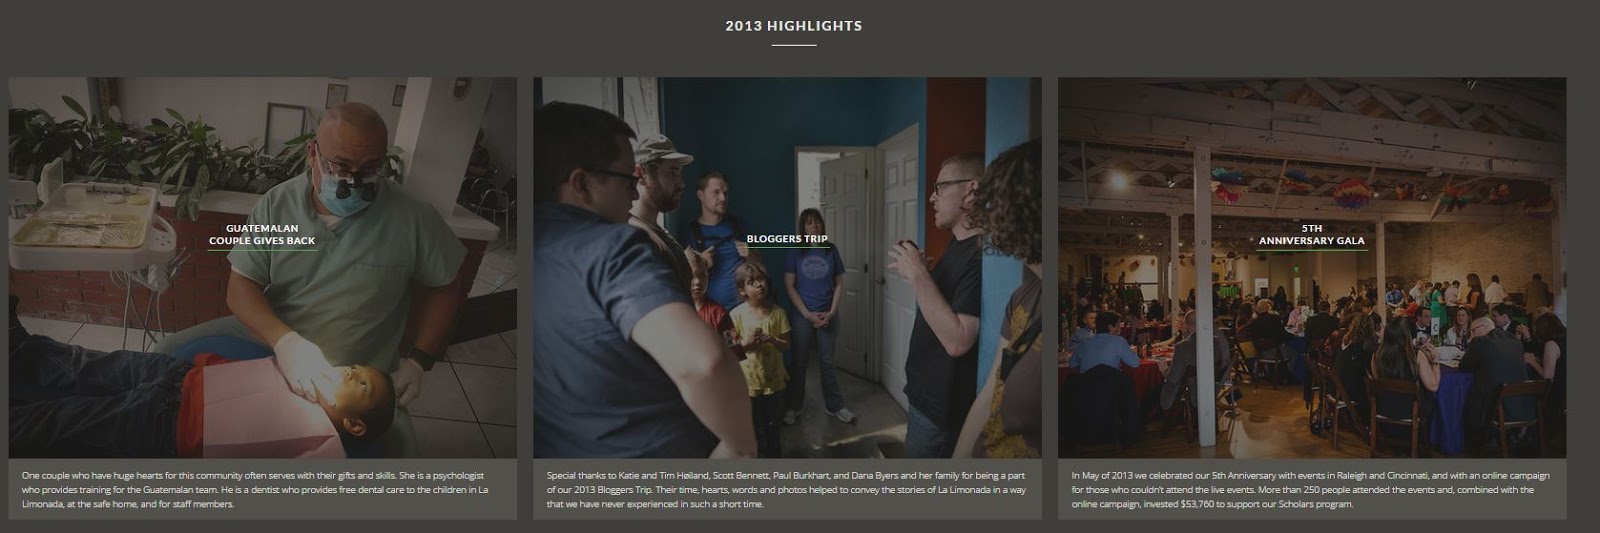 2013 HIGHLIGHTS
GUATEMALAN
COUPLE GIVES BACK
One couple who have huge hearts for this community often serves with their gifts and skills. She is a psychologist
who provides training for the Guatemalan team. He is a dentist who provides free dental care to the children in La
Limonada, at the safe home, and for staff members.
BLOGGERS TRIP
Special thanks to Katie and Tim Høiland, Scott Bennett, Paul Burkhart, and Dana Byers and her family for being a part
of our 2013 Bloggers Trip. Their time, hearts, words and photos helped to convey the stories of La Limonada in a way
that we have never experienced in such a short time.
5TH
ANNIVERSARY GALA
In May of 2013 we celebrated our 5th Anniversary with events in Raleigh and Cincinnati, and with an online campaign
for those who couldn't attend the live events. More than 250 people attended the events and, combined with the
online campaign, invested $53,760 to support our Scholars program.